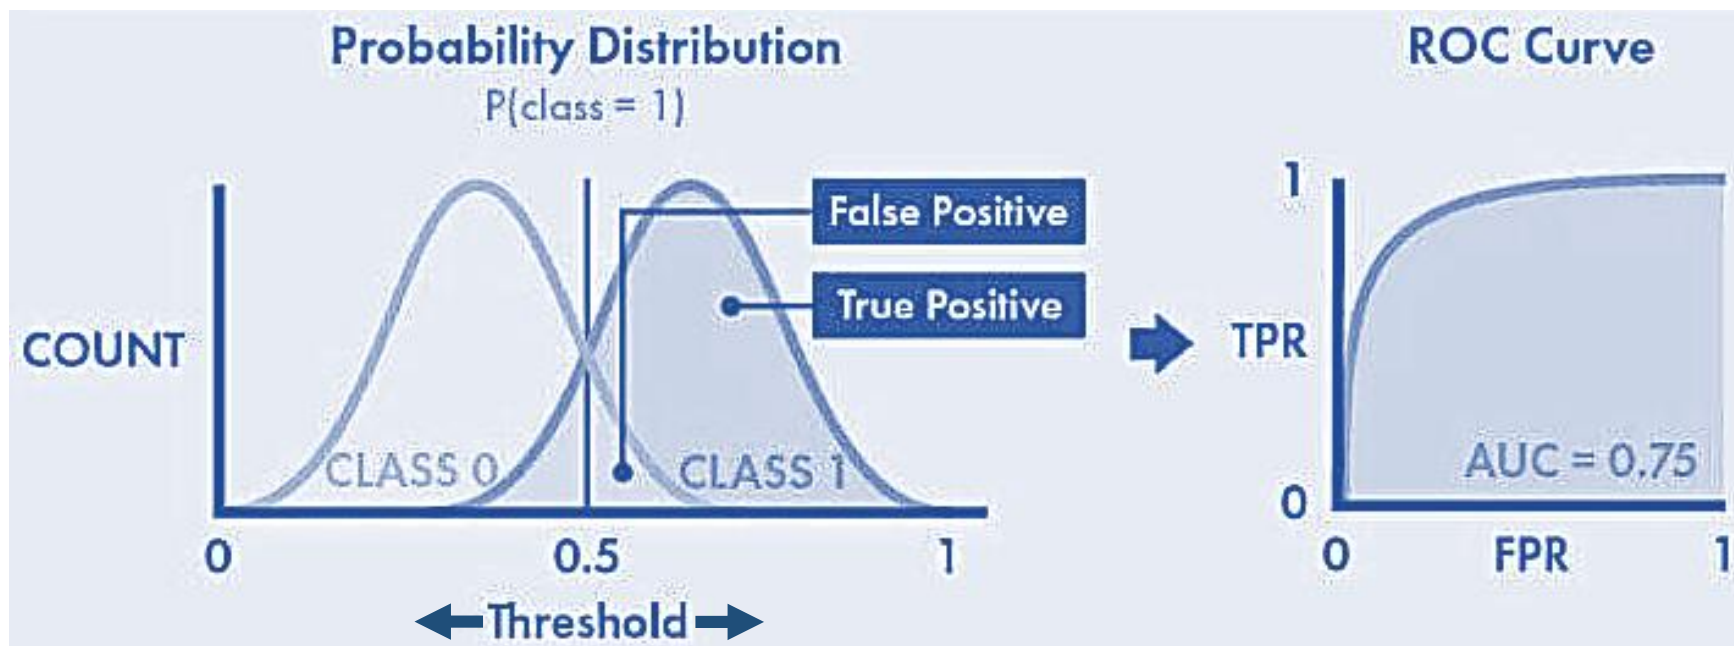 Probability Distribution
P(class = 1)
False Positive
True Positive
COUNT
CLASS 0
CLASS 1
0
0.5
1
Threshold
ROC Curve
1
TPR
AUC = 0.75
0
0
FPR
1